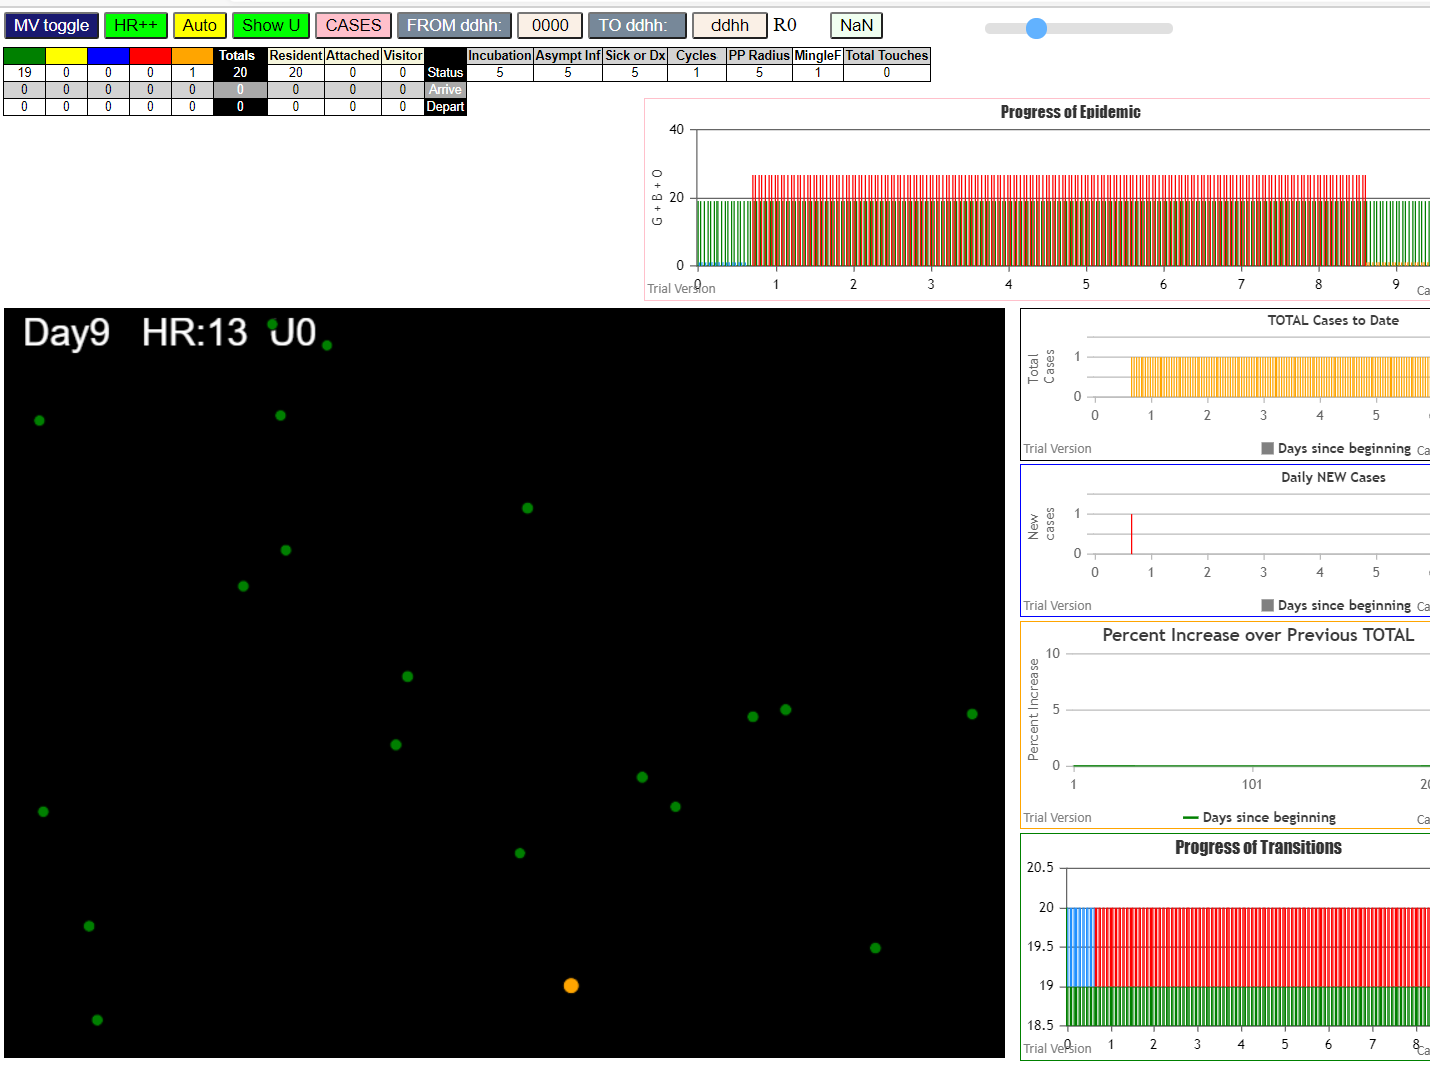 MV toggle HR++ Auto Show U CASES FROM ddhh: 0000 TO ddhh: ddhh R0 NaN
Totals Resident Attached Visitor Incubation Asympt Inf Sick or Dx Cycles PP Radius MingleF Total Touches
19 0 0 0 1 20 20 0 0 Status 5 5 5 1 5 1 0
0 0 0 0 0 0 0 0 0 Arrive
0 0 0 0 0 0 0 0 0 Depart
Progress of Epidemic
40
20
0
G + B + O
0 1 2 3 4 5 6 7 8 9
Trial Version Ca
Day9 HR:13 U0
TOTAL Cases to Date
Total
Cases
1
0
0 1 2 3 4 5
Days since beginning
Trial Version Ca
Daily NEW Cases
New
cases
1
0
0 1 2 3 4 5
Days since beginning
Trial Version Ca
Percent Increase over Previous TOTAL
Percent Increase
10
5
0
1 101 20
Days since beginning
Trial Version Ca
Progress of Transitions
20.5
20
19.5
19
18.5
0 1 2 3 4 5 6 7 8
Trial Version Ca